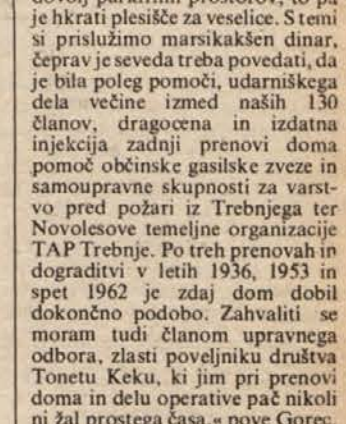 dovolj parkirnih prostorov, to pa
je hkrati plesišče za veselice. S temi
si prislužimo marsikakšen dinar,
čeprav je seveda treba povedati, da
je bila poleg pomoči, udarniškega
dela večine izmed naših 130
članov, dragocena in izdatna
injekcija zadnji prenovi doma
pomoč občinske gasilske zveze in
samoupravne skupnosti za varst-
vo pred požari iz Trebnjega ter
Novolesove temeljne organizacije
TAP Trebnje. Po treh prenovah in
dograditvi v letih 1936, 1953 in
spet 1962 je zdaj dom dobil
dokončno podobo. Zahvaliti se
moram tudi članom upravnega
odbora, zlasti poveljniku društva
Tonetu Keku, ki jim pri prenovi
doma in delu operative pač nikoli
ni žal prostega časa,« pove Gorec.